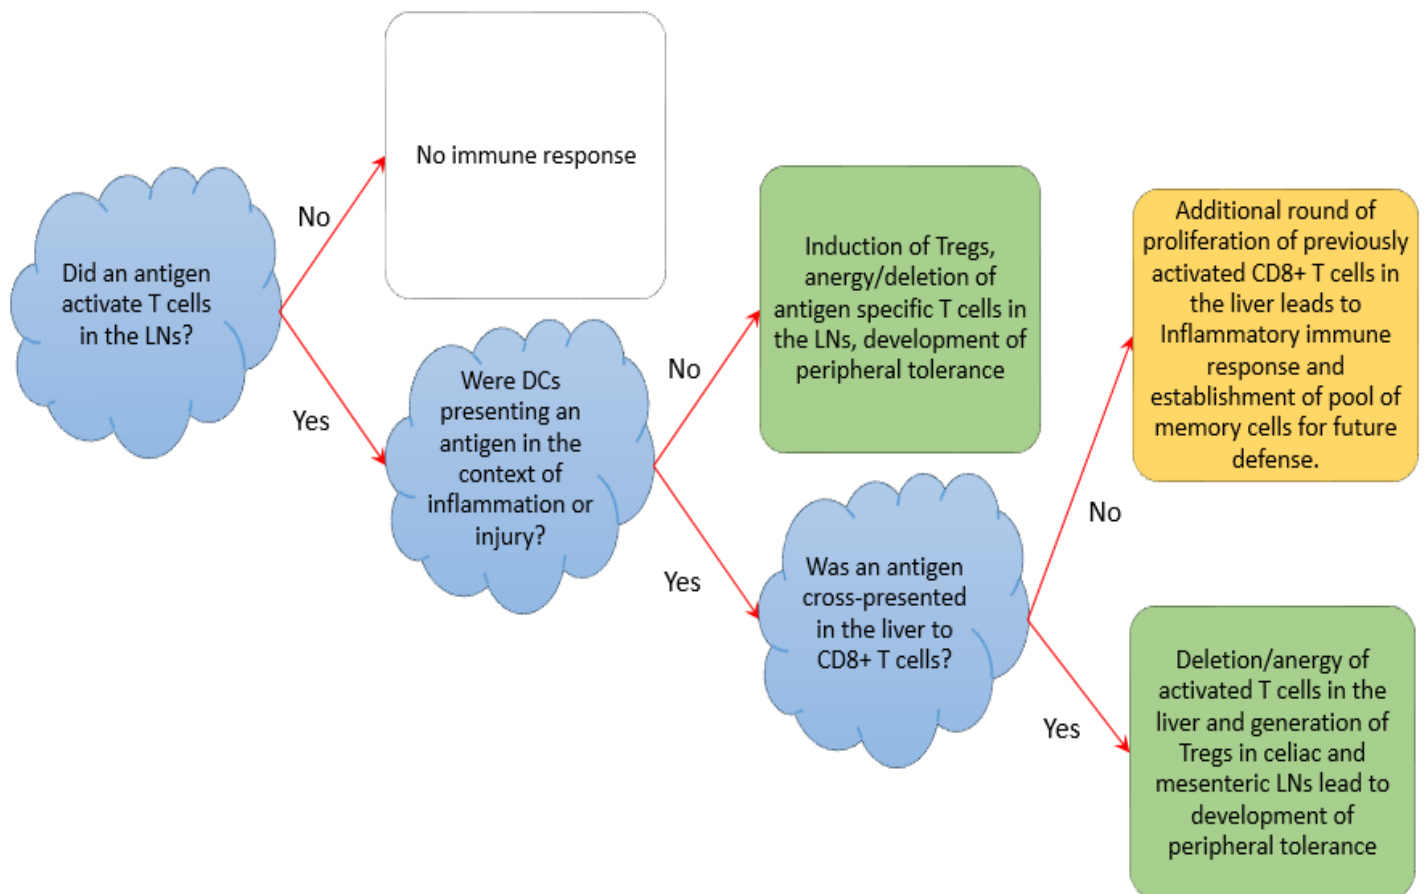 Did an antigen
activate T cells
in the LNs?
No
Yes
No immune response
Were DCs
presenting an
antigen in the
context of
inflammation or
injury?
No
Yes
Induction of Tregs,
anergy/deletion of
antigen specific T cells in
the LNs, development of
peripheral tolerance
Was an antigen
cross-presented
in the liver to
CD8+ T cells?
No
Yes
Additional round of
proliferation of previously
activated CD8+ T cells in
the liver leads to
Inflammatory immune
response and
establishment of pool of
memory cells for future
defense.
Deletion/anergy of
activated T cells in the
liver and generation of
Tregs in celiac and
mesenteric LNs lead to
development of
peripheral tolerance